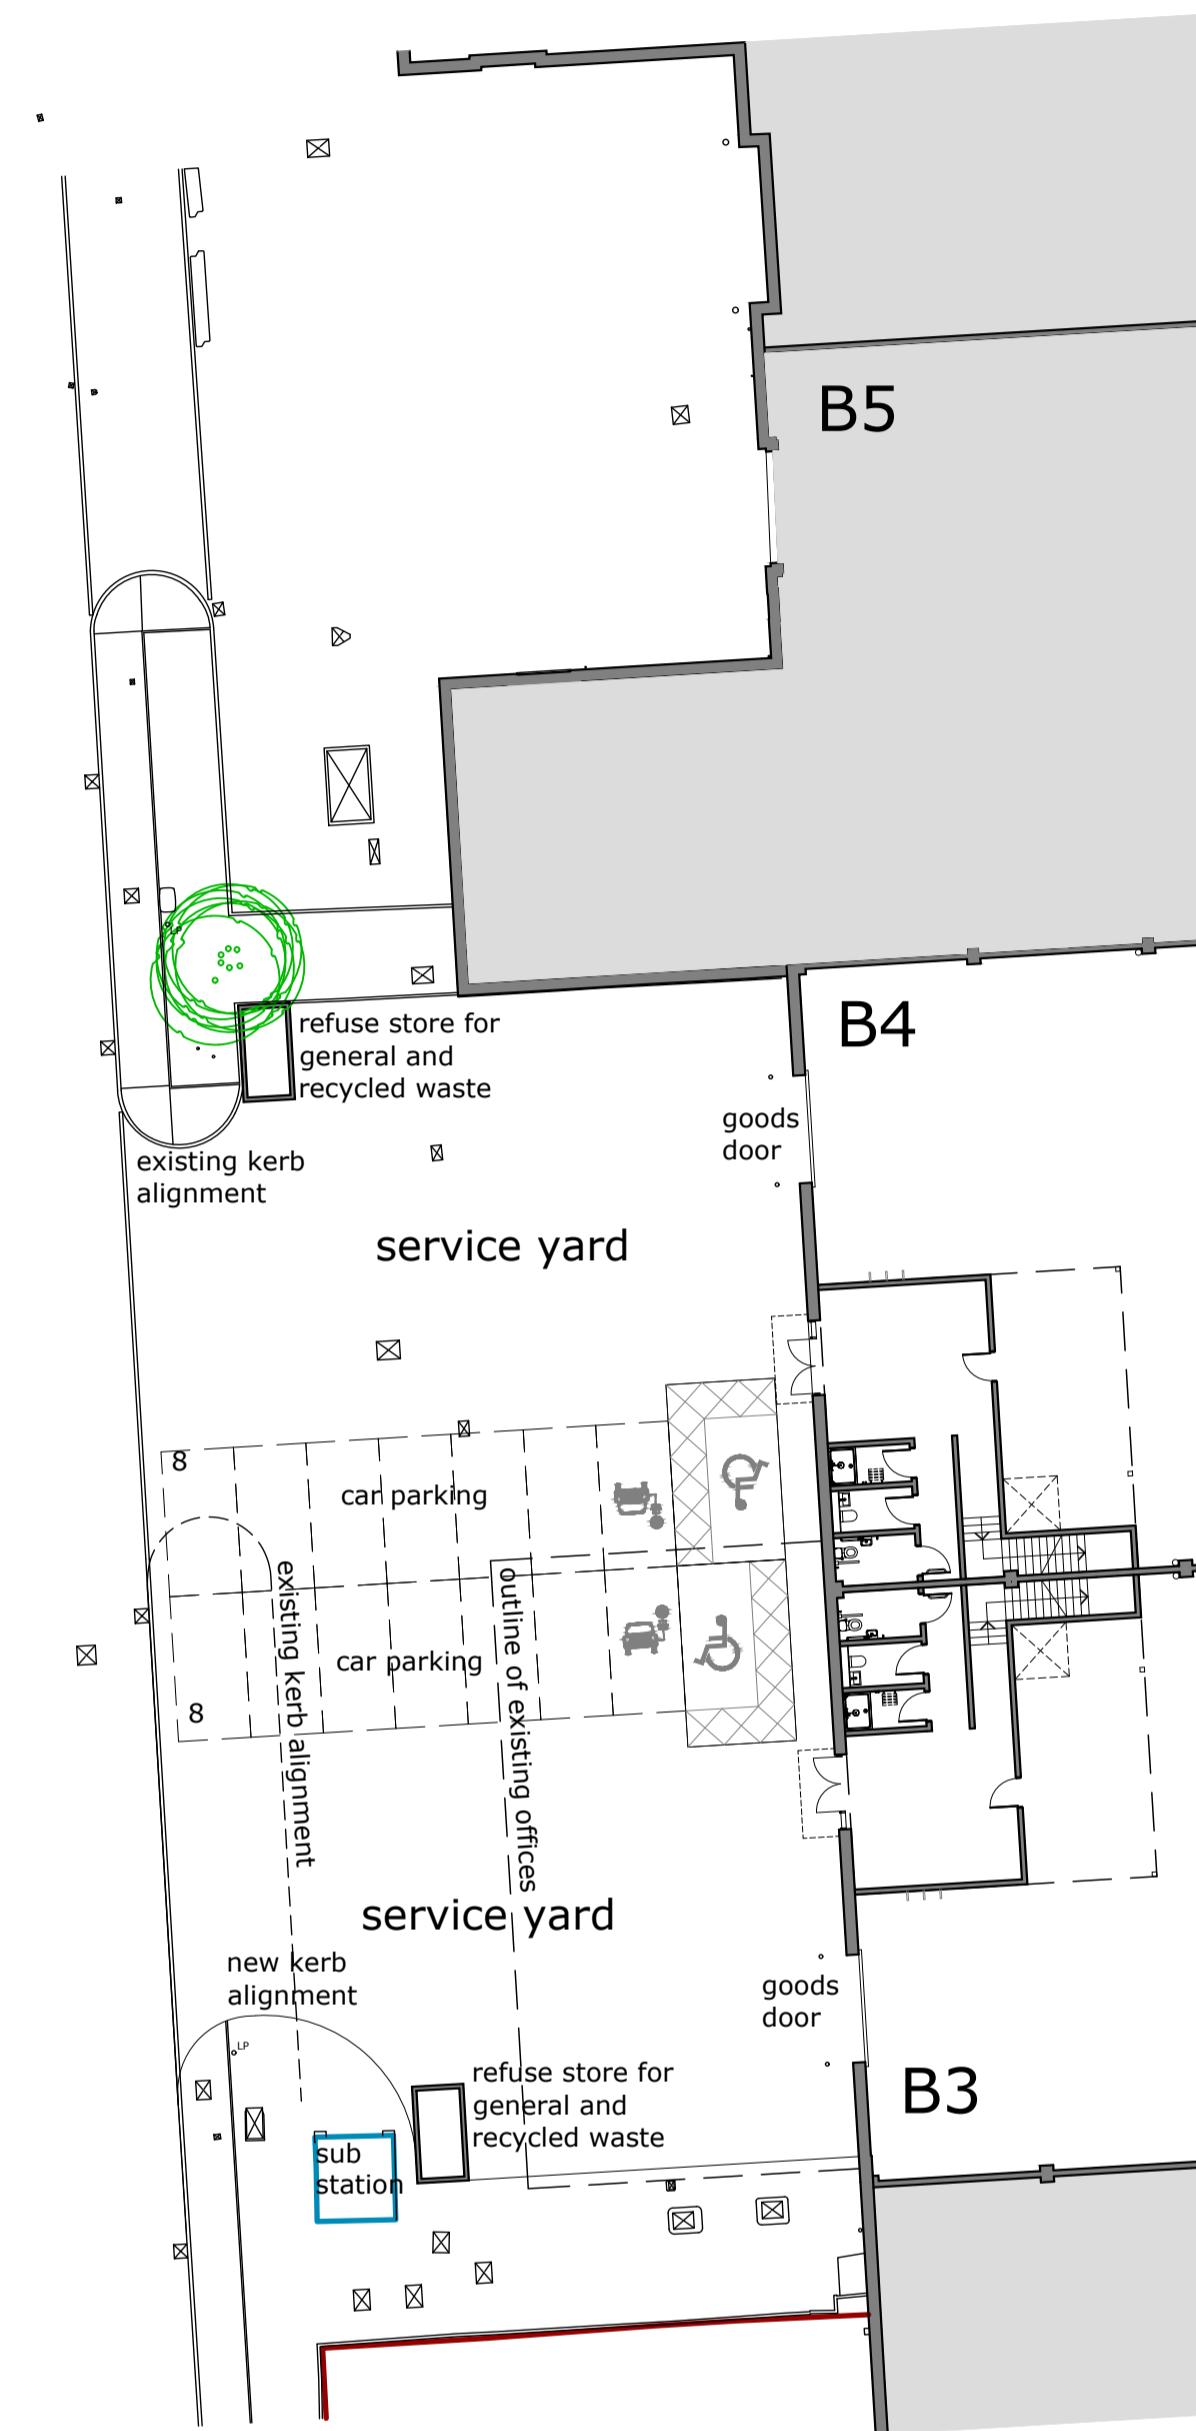 B5
LP
B4
refuse store for
general and
recycled waste
goods
door
existing kerb
alignment
service yard
8
car parking
existing kerb alignment
outline of existing offices
car parking
8
service yard
new kerb
alignment
goods
door
LP
refuse store for
general and
recycled waste
B3
sub
station